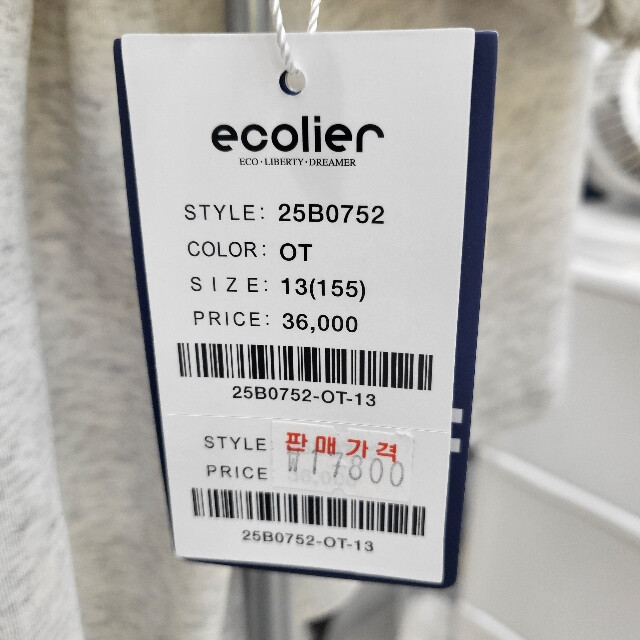 ecolier
ECO·LIBERTY·DREAMER
STYLE: 25B0752
COLOR: OT
SIZE: 13(155)
PRICE: 36,000
25B0752-OT-13
STYLE 판매가격
PRICE ₩17800
25B0752-OT-13